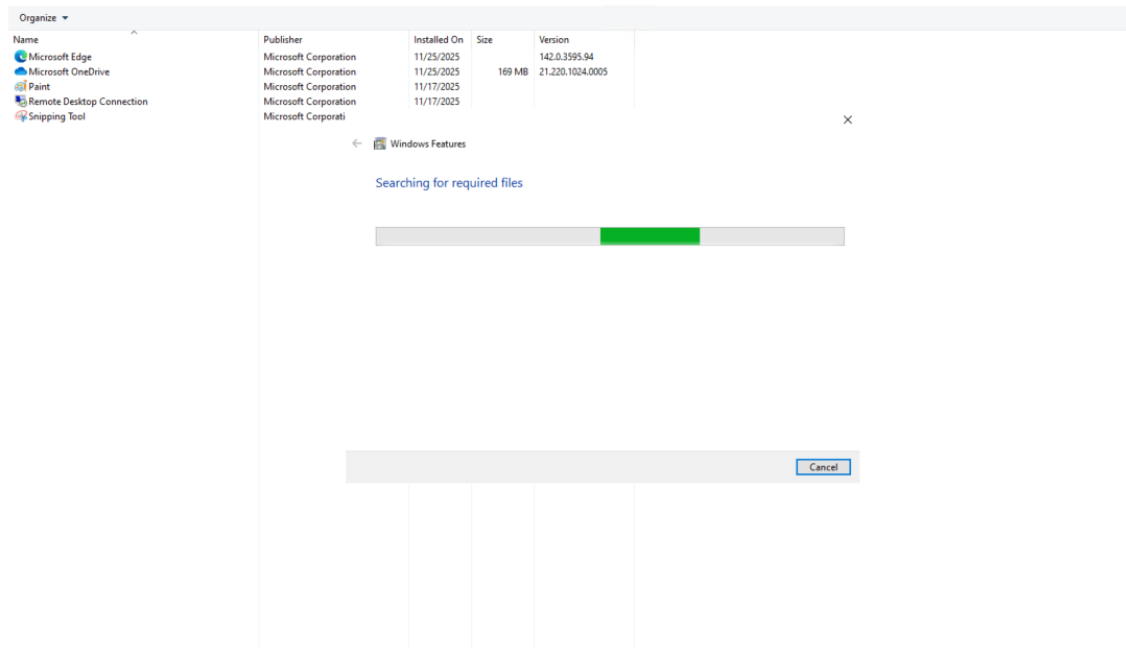 Organize
Name Publisher Installed On Size Version
Microsoft Edge Microsoft Corporation 11/25/2025 142.0.3595.94
Microsoft OneDrive Microsoft Corporation 11/25/2025 169 MB 21.220.1024.0005
Paint Microsoft Corporation 11/17/2025
Remote Desktop Connection Microsoft Corporation 11/17/2025
Snipping Tool Microsoft Corporati
Windows Features
Searching for required files
Cancel